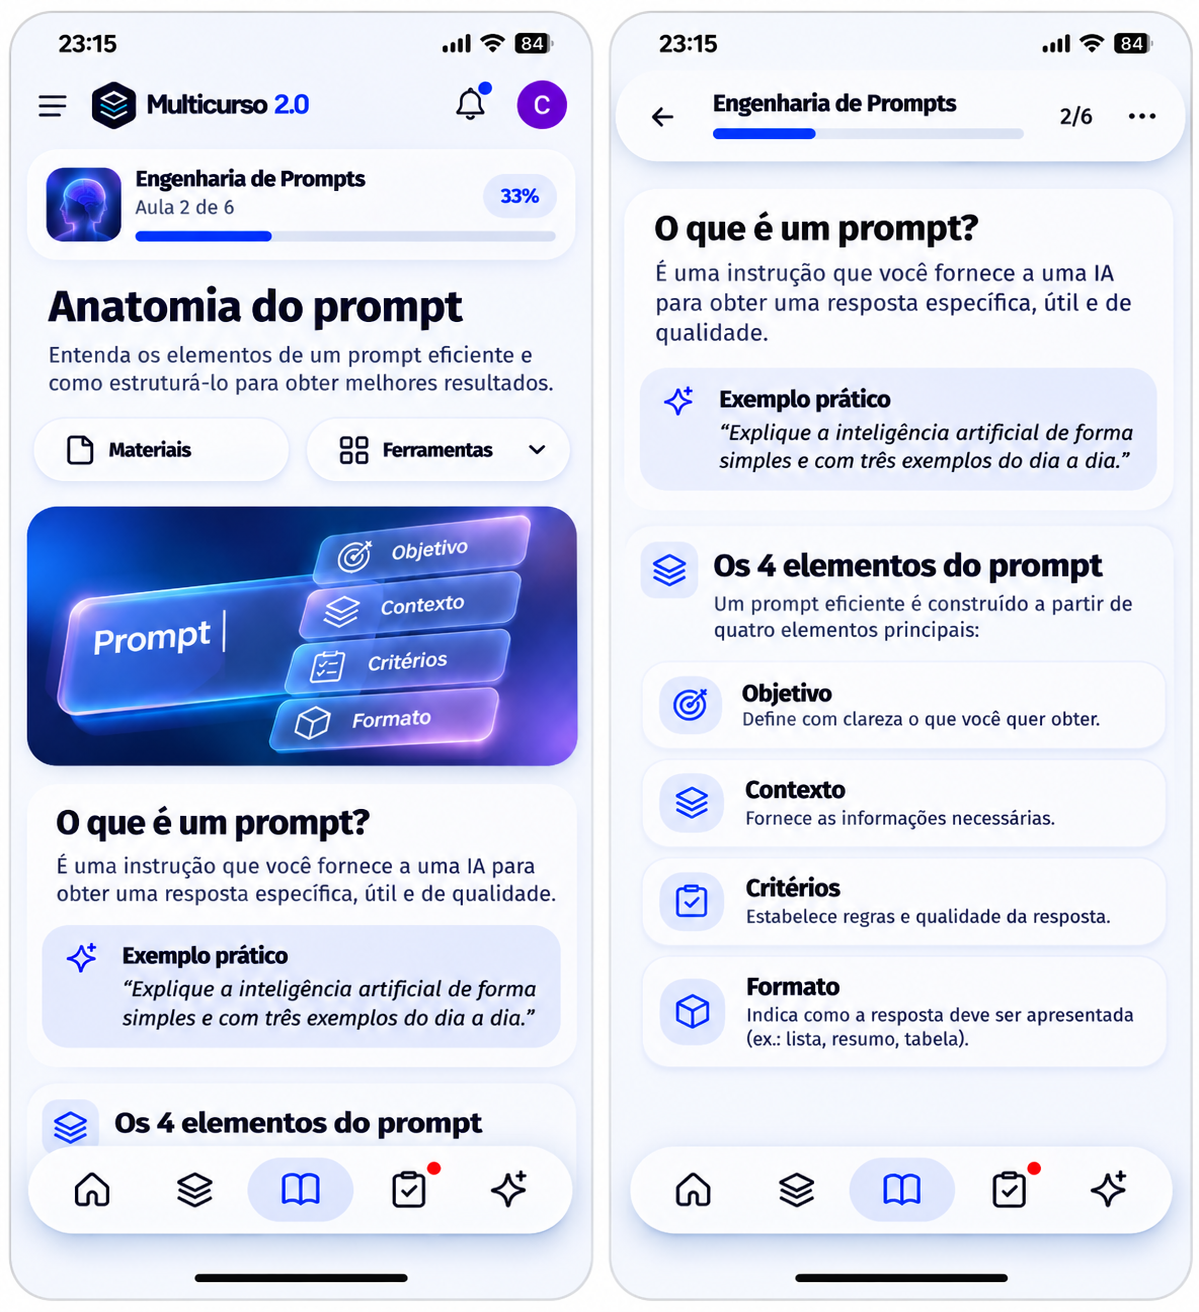 23:15
84
Multicurso 2.0
C
Engenharia de Prompts
Aula 2 de 6
33%
Anatomia do prompt
Entenda os elementos de um prompt eficiente e
como estruturá-lo para obter melhores resultados.
Materiais
Ferramentas
Prompt
Objetivo
Contexto
Critérios
Formato
O que é um prompt?
É uma instrução que você fornece a uma IA para
obter uma resposta específica, útil e de qualidade.
Exemplo prático
“Explique a inteligência artificial de forma
simples e com três exemplos do dia a dia.”
Os 4 elementos do prompt
23:15
84
Engenharia de Prompts
2/6
O que é um prompt?
É uma instrução que você fornece a uma IA
para obter uma resposta específica, útil e de
qualidade.
Exemplo prático
“Explique a inteligência artificial de forma
simples e com três exemplos do dia a dia.”
Os 4 elementos do prompt
Um prompt eficiente é construído a partir de
quatro elementos principais:
Objetivo
Define com clareza o que você quer obter.
Contexto
Fornece as informações necessárias.
Critérios
Estabelece regras e qualidade da resposta.
Formato
Indica como a resposta deve ser apresentada
(ex.: lista, resumo, tabela).